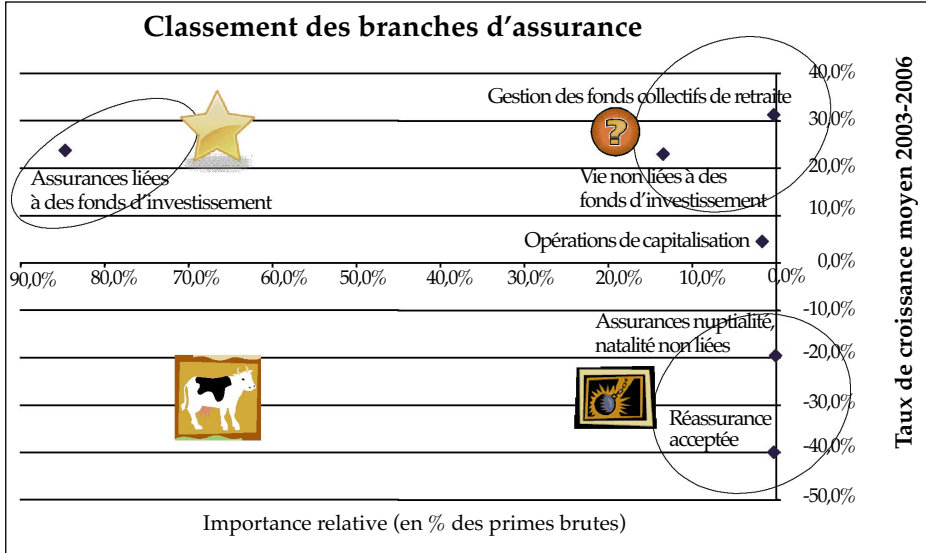 Classement des branches d'assurance
40,0%
Gestion des fonds collectifs de retraite
30,0%
?
20,0%
Assurances liées
à des fonds d'investissement
Vie non liées à des
fonds d'investissement
10,0%
Opérations de capitalisation
0,0%
90,0% 80,0% 70,0% 60,0% 50,0% 40,0% 30,0% 20,0% 10,0% 0,0%
-10,0%
Assurances nuptialité,
natalité non liées
-20,0%
-30,0%
Réassurance
acceptée
-40,0%
-50,0%
Importance relative (en % des primes brutes)
Taux de croissance moyen 2003-2006